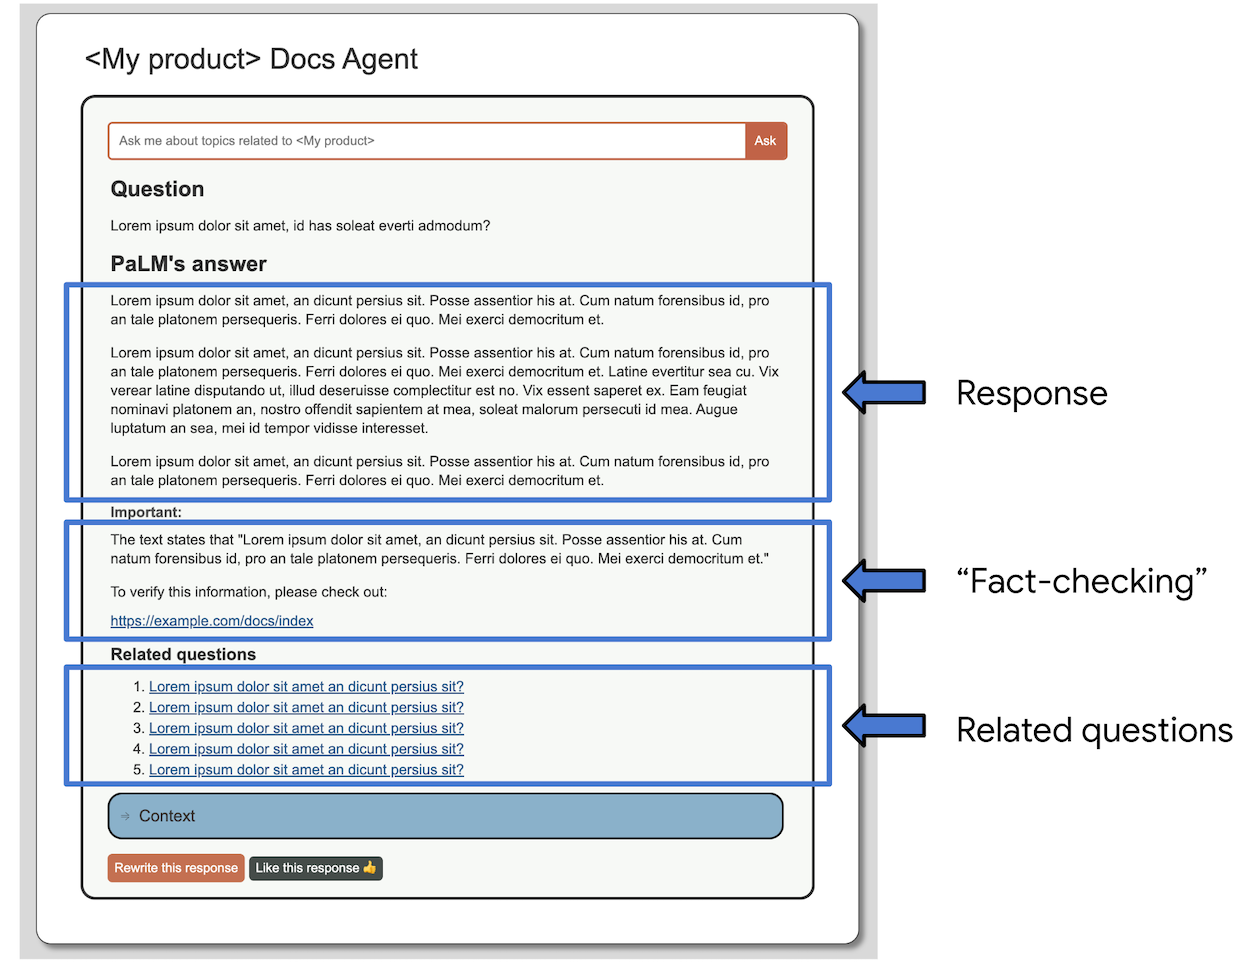 <My product> Docs Agent
Ask me about topics related to <My product>
Ask
Question
Lorem ipsum dolor sit amet, id has soleat everti admodum?
PaLM's answer
Lorem ipsum dolor sit amet, an dicunt persius sit. Posse assentior his at. Cum natum forensibus id, pro
an tale platonem persequeris. Ferri dolores ei quo. Mei exerci democritum et.
Lorem ipsum dolor sit amet, an dicunt persius sit. Posse assentior his at. Cum natum forensibus id, pro
an tale platonem persequeris. Ferri dolores ei quo. Mei exerci democritum et. Latine evertitur sea cu. Vix
verear latine disputando ut, illud deseruisse complectitur est no. Vix essent saperet ex. Eam feugiat
nominavi platonem an, nostro offendit sapientem at mea, soleat malorum persecuti id mea. Augue
luptatum an sea, mei id tempor vidisse interesset.
Lorem ipsum dolor sit amet, an dicunt persius sit. Posse assentior his at. Cum natum forensibus id, pro
an tale platonem persequeris. Ferri dolores ei quo. Mei exerci democritum et.
Response
Important:
The text states that "Lorem ipsum dolor sit amet, an dicunt persius sit. Posse assentior his at. Cum
natum forensibus id, pro an tale platonem persequeris. Ferri dolores ei quo. Mei exerci democritum et."
To verify this information, please check out:
https://example.com/docs/index
“Fact-checking”
Related questions
1. Lorem ipsum dolor sit amet an dicunt persius sit?
2. Lorem ipsum dolor sit amet an dicunt persius sit?
3. Lorem ipsum dolor sit amet an dicunt persius sit?
4. Lorem ipsum dolor sit amet an dicunt persius sit?
5. Lorem ipsum dolor sit amet an dicunt persius sit?
Related questions
Context
Rewrite this response
Like this response 👍